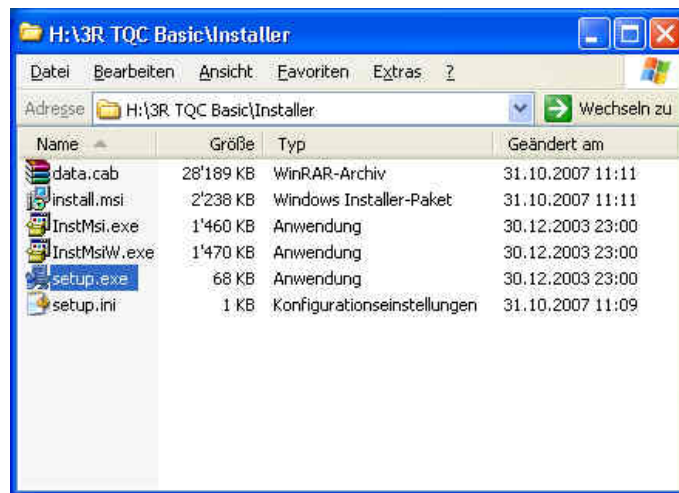 H:\3R TQC Basic\Installer
Datei Bearbeiten Ansicht Favoriten Extras ?
Adresse H:\3R TQC Basic\Installer Wechseln zu
Name Größe Typ Geändert am
data.cab 28'189 KB WinRAR-Archiv 31.10.2007 11:11
install.msi 2'238 KB Windows Installer-Paket 31.10.2007 11:11
InstMsi.exe 1'460 KB Anwendung 30.12.2003 23:00
InstMsiW.exe 1'470 KB Anwendung 30.12.2003 23:00
setup.exe 68 KB Anwendung 30.12.2003 23:00
setup.ini 1 KB Konfigurationseinstellungen 31.10.2007 11:09